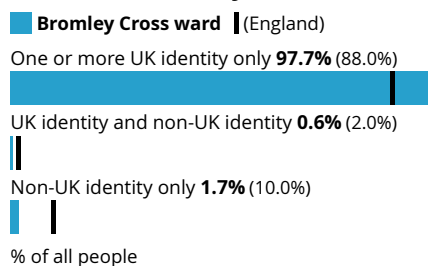 Bromley Cross ward (England)
One or more UK identity only 97.7% (88.0%)
UK identity and non-UK identity 0.6% (2.0%)
Non-UK identity only 1.7% (10.0%)
% of all people